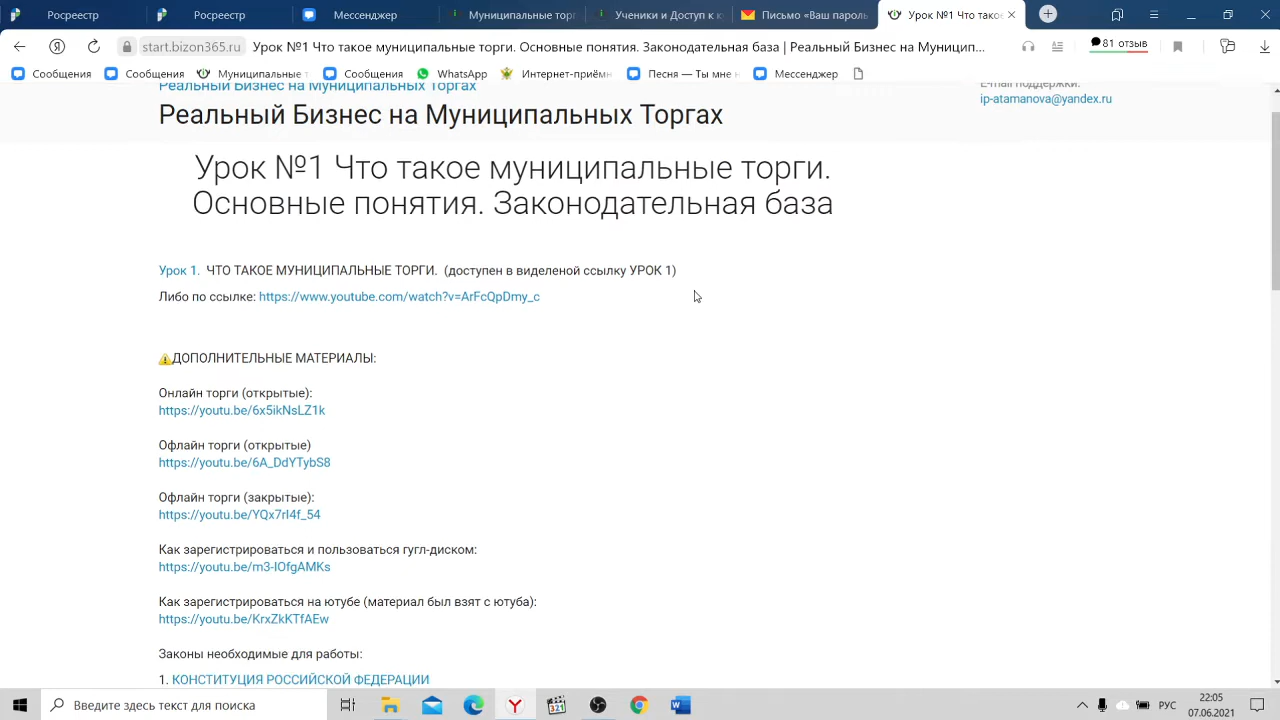 Росреестр
Росреестр
Мессенджер
Муниципальные торг
Ученики и Доступ к к
Письмо «Ваш пароль
Урок №1 Что такое
start.bizon365.ru
Урок №1 Что такое муниципальные торги. Основные понятия. Законодательная база | Реальный Бизнес на Муницип...
81 отзыв
Сообщения
Сообщения
Муниципальные т
Сообщения
WhatsApp
Интернет-приём
Песня — Ты мне н
Мессенджер
Реальный Бизнес на Муниципальных Торгах
E-mail поддержки:
ip-atamanova@yandex.ru
Реальный Бизнес на Муниципальных Торгах
Урок №1 Что такое муниципальные торги.
Основные понятия. Законодательная база
Урок 1. ЧТО ТАКОЕ МУНИЦИПАЛЬНЫЕ ТОРГИ. (доступен в виделеной ссылку УРОК 1)
Либо по ссылке: https://www.youtube.com/watch?v=ArFcQpDmy_c
⚠ДОПОЛНИТЕЛЬНЫЕ МАТЕРИАЛЫ:
Онлайн торги (открытые):
https://youtu.be/6x5ikNsLZ1k
Офлайн торги (открытые)
https://youtu.be/6A_DdYTybS8
Офлайн торги (закрытые):
https://youtu.be/YQx7rI4f_54
Как зарегистрироваться и пользоваться гугл-диском:
https://youtu.be/m3-IOfgAMKs
Как зарегистрироваться на ютубе (материал был взят с ютуба):
https://youtu.be/KrxZkKTfAEw
Законы необходимые для работы:
1. КОНСТИТУЦИЯ РОССИЙСКОЙ ФЕДЕРАЦИИ
Введите здесь текст для поиска
РУС
22:05
07.06.2021